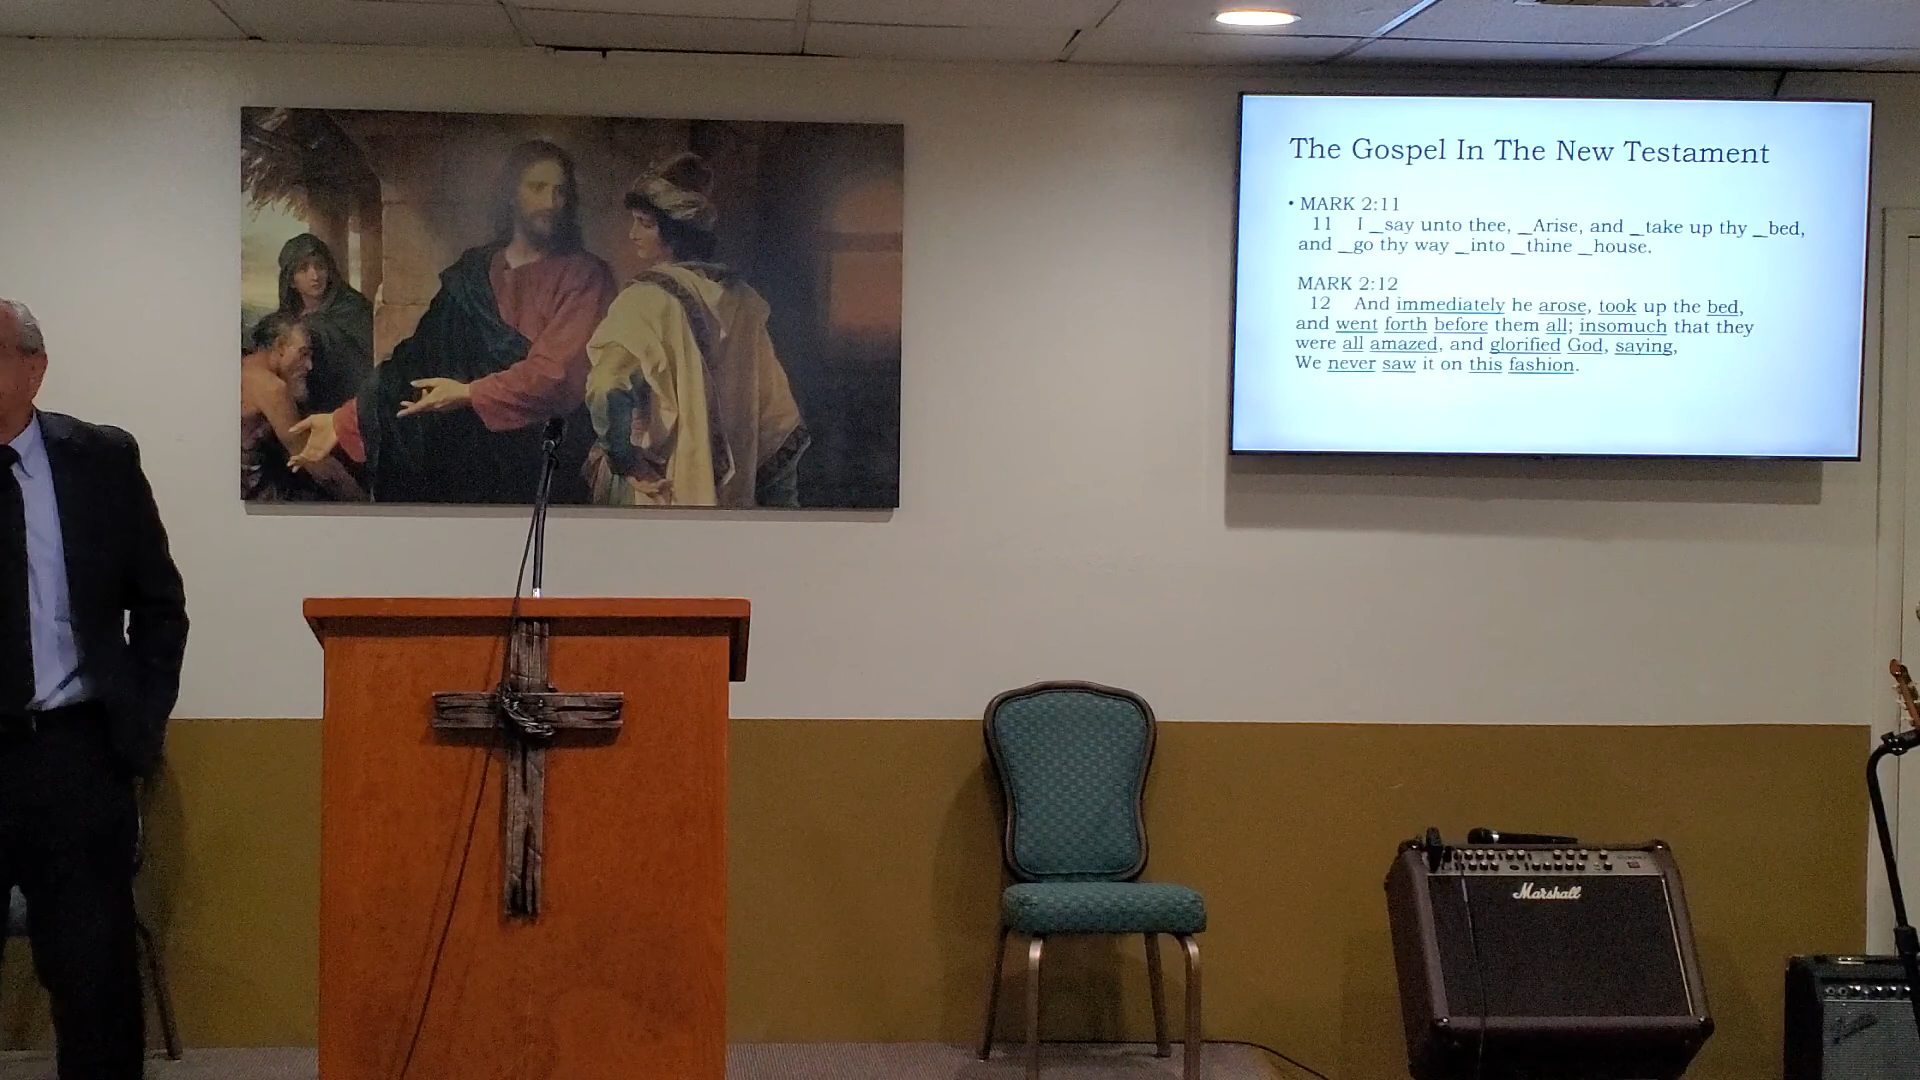 The Gospel In The New Testament
• MARK 2:11
11 I _say unto thee, _Arise, and _take up thy _bed,
and _go thy way _into _thine _house.
MARK 2:12
12 And immediately he arose, took up the bed,
and went forth before them all; insomuch that they
were all amazed, and glorified God, saying,
We never saw it on this fashion.
Marshall